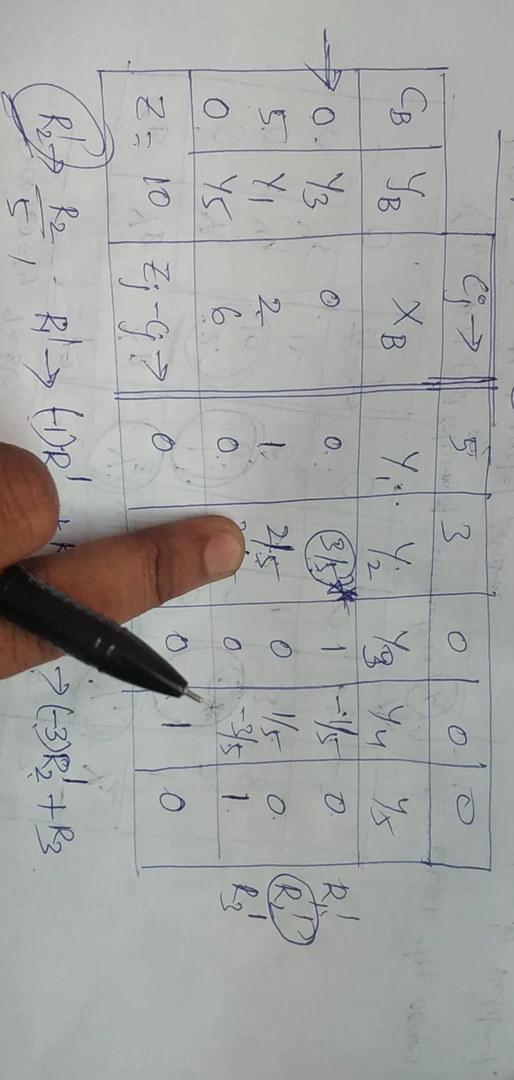 Cj → 5 3 0 0 0
CB YB XB Y1 Y2 Y3 Y4 Y5
0 Y3 0 0 3/5 1 -1/5 0 R1'
5 Y1 2 1 2/5 0 1/5 0 R2'
0 Y5 6 0 0 -3/5 1 R3'
Z = 10 Zj - Cj → 0 0 1 0
R2' → R2/5 R1' → (-1)R' → (-3)R2' + R3